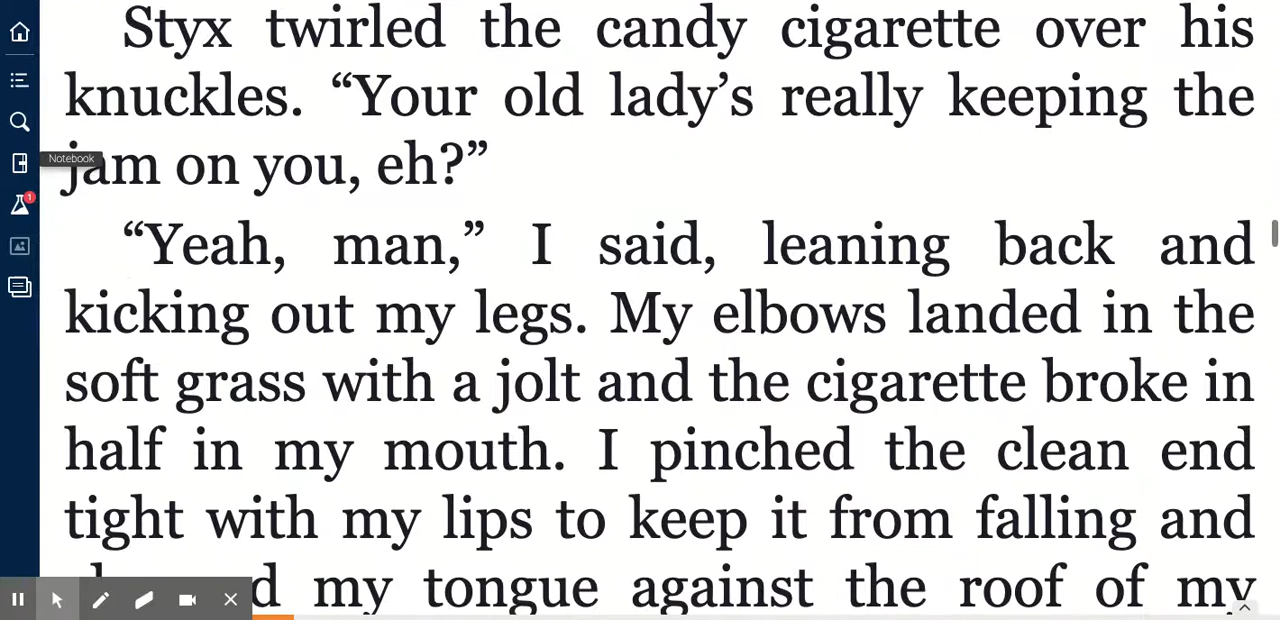 Styx twirled the candy cigarette over his
knuckles. “Your old lady’s really keeping the
Notebook
jam on you, eh?”
1
“Yeah, man,” I said, leaning back and
kicking out my legs. My elbows landed in the
soft grass with a jolt and the cigarette broke in
half in my mouth. I pinched the clean end
tight with my lips to keep it from falling and
my tongue against the roof of my